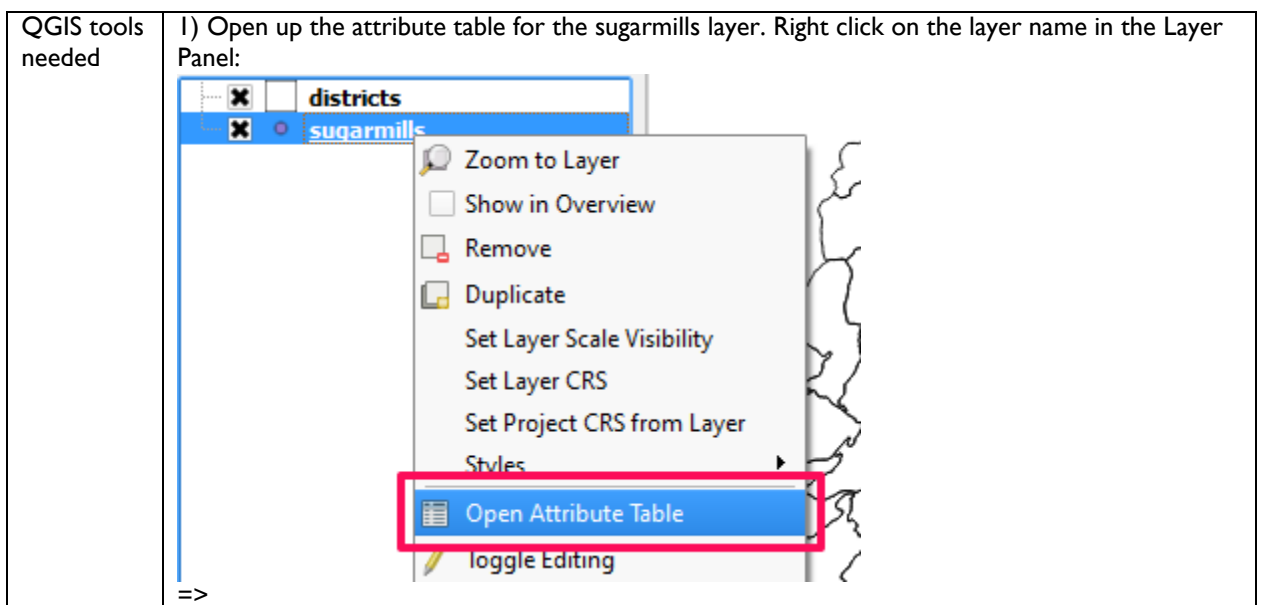 QGIS tools
needed
1) Open up the attribute table for the sugarmills layer. Right click on the layer name in the Layer
Panel:
districts
sugarmills
Zoom to Layer
Show in Overview
Remove
Duplicate
Set Layer Scale Visibility
Set Layer CRS
Set Project CRS from Layer
Styles
Open Attribute Table
Toggle Editing
=>